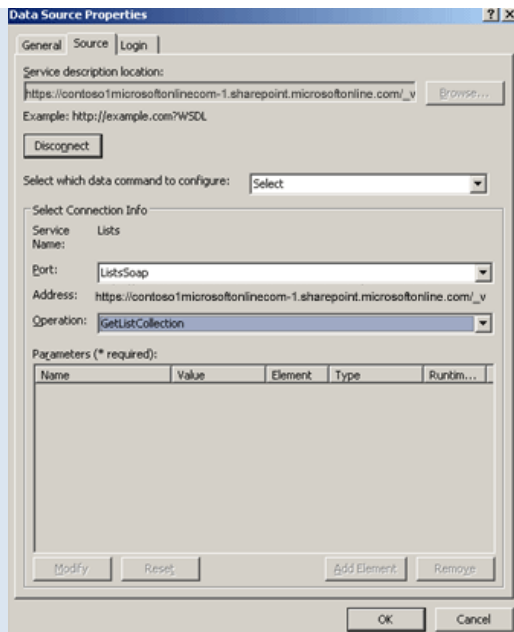 Data Source Properties
General Source Login
Service description location:
https://contoso1microsoftonlinecom-1.sharepoint.microsoftonline.com/_v
Browse...
Example: http://example.com?WSDL
Disconnect
Select which data command to configure: Select
Select Connection Info
Service Name: Lists
Port: ListsSoap
Address: https://contoso1microsoftonlinecom-1.sharepoint.microsoftonline.com/_v
Operation: GetListCollection
Parameters (* required):
Name Value Element Type Runtim...
Modify Reset Add Element Remove
OK Cancel